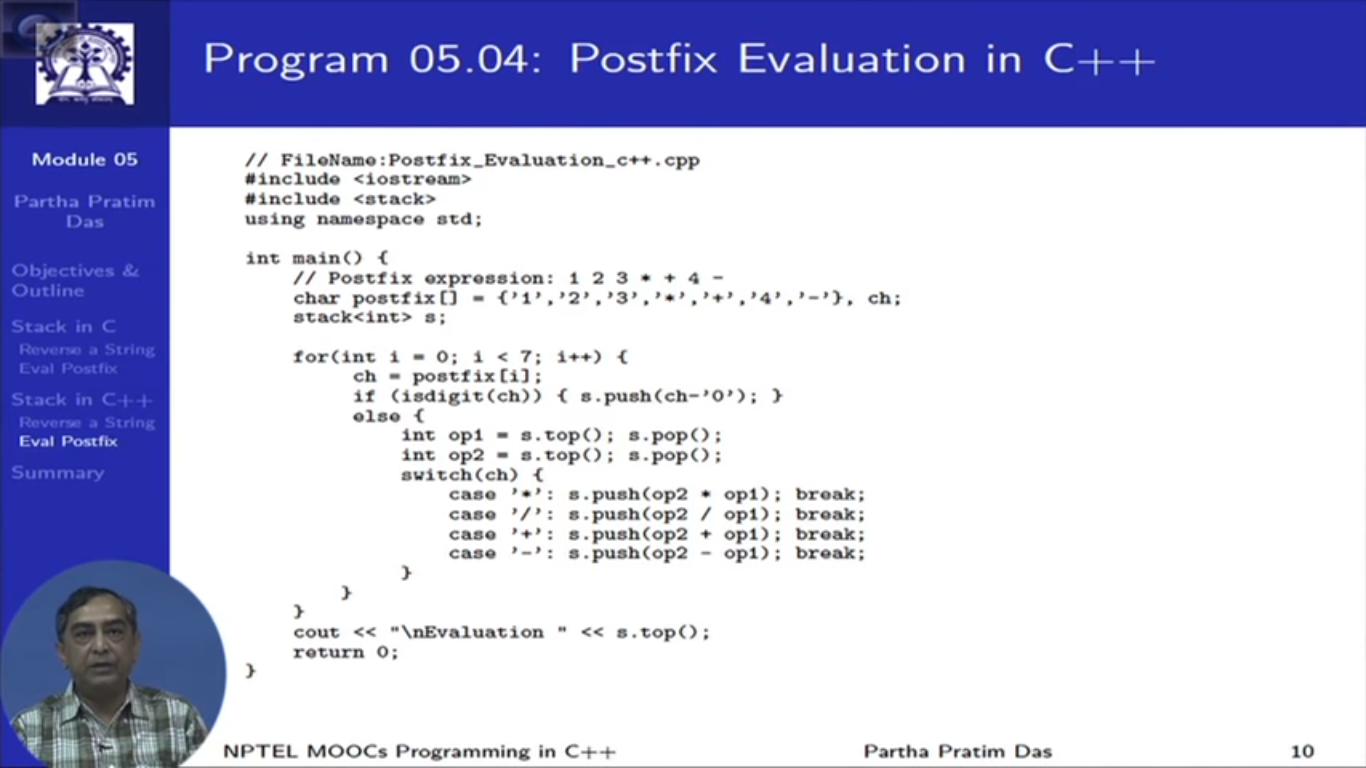 Program 05.04: Postfix Evaluation in C++
Module 05
Partha Pratim
Das
Objectives &
Outline
Stack in C
Reverse a String
Eval Postfix
Stack in C++
Reverse a String
Eval Postfix
Summary
// FileName:Postfix_Evaluation_c++.cpp
#include <iostream>
#include <stack>
using namespace std;
int main() {
// Postfix expression: 1 2 3 * + 4 -
char postfix[] = {'1','2','3','*','+','4','-'}, ch;
stack<int> s;
for(int i = 0; i < 7; i++) {
ch = postfix[i];
if (isdigit(ch)) { s.push(ch-'0'); }
else {
int op1 = s.top(); s.pop();
int op2 = s.top(); s.pop();
switch(ch) {
case '*': s.push(op2 * op1); break;
case '/': s.push(op2 / op1); break;
case '+': s.push(op2 + op1); break;
case '-': s.push(op2 - op1); break;
}
}
}
cout << "\nEvaluation " << s.top();
return 0;
}
NPTEL MOOCs Programming in C++ Partha Pratim Das 10